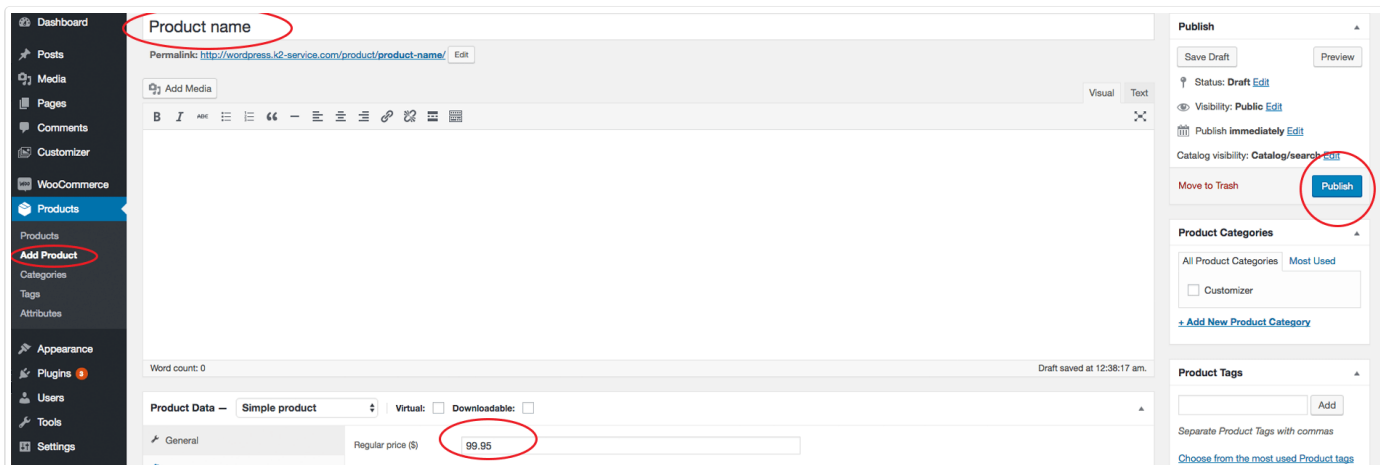 Dashboard
Posts
Media
Pages
Comments
Customizer
WooCommerce
Products
Products
Add Product
Categories
Tags
Attributes
Appearance
Plugins 3
Users
Tools
Settings
Product name
Permalink: http://wordpress.k2-service.com/product/product-name/ Edit
Add Media
Visual Text
B I ABC
Word count: 0 Draft saved at 12:38:17 am.
Product Data — Simple product Virtual: Downloadable:
General
Regular price ($) 99.95
Publish
Save Draft Preview
Status: Draft Edit
Visibility: Public Edit
Publish immediately Edit
Catalog visibility: Catalog/search Edit
Move to Trash Publish
Product Categories
All Product Categories Most Used
Customizer
+ Add New Product Category
Product Tags
Add
Separate Product Tags with commas
Choose from the most used Product tags